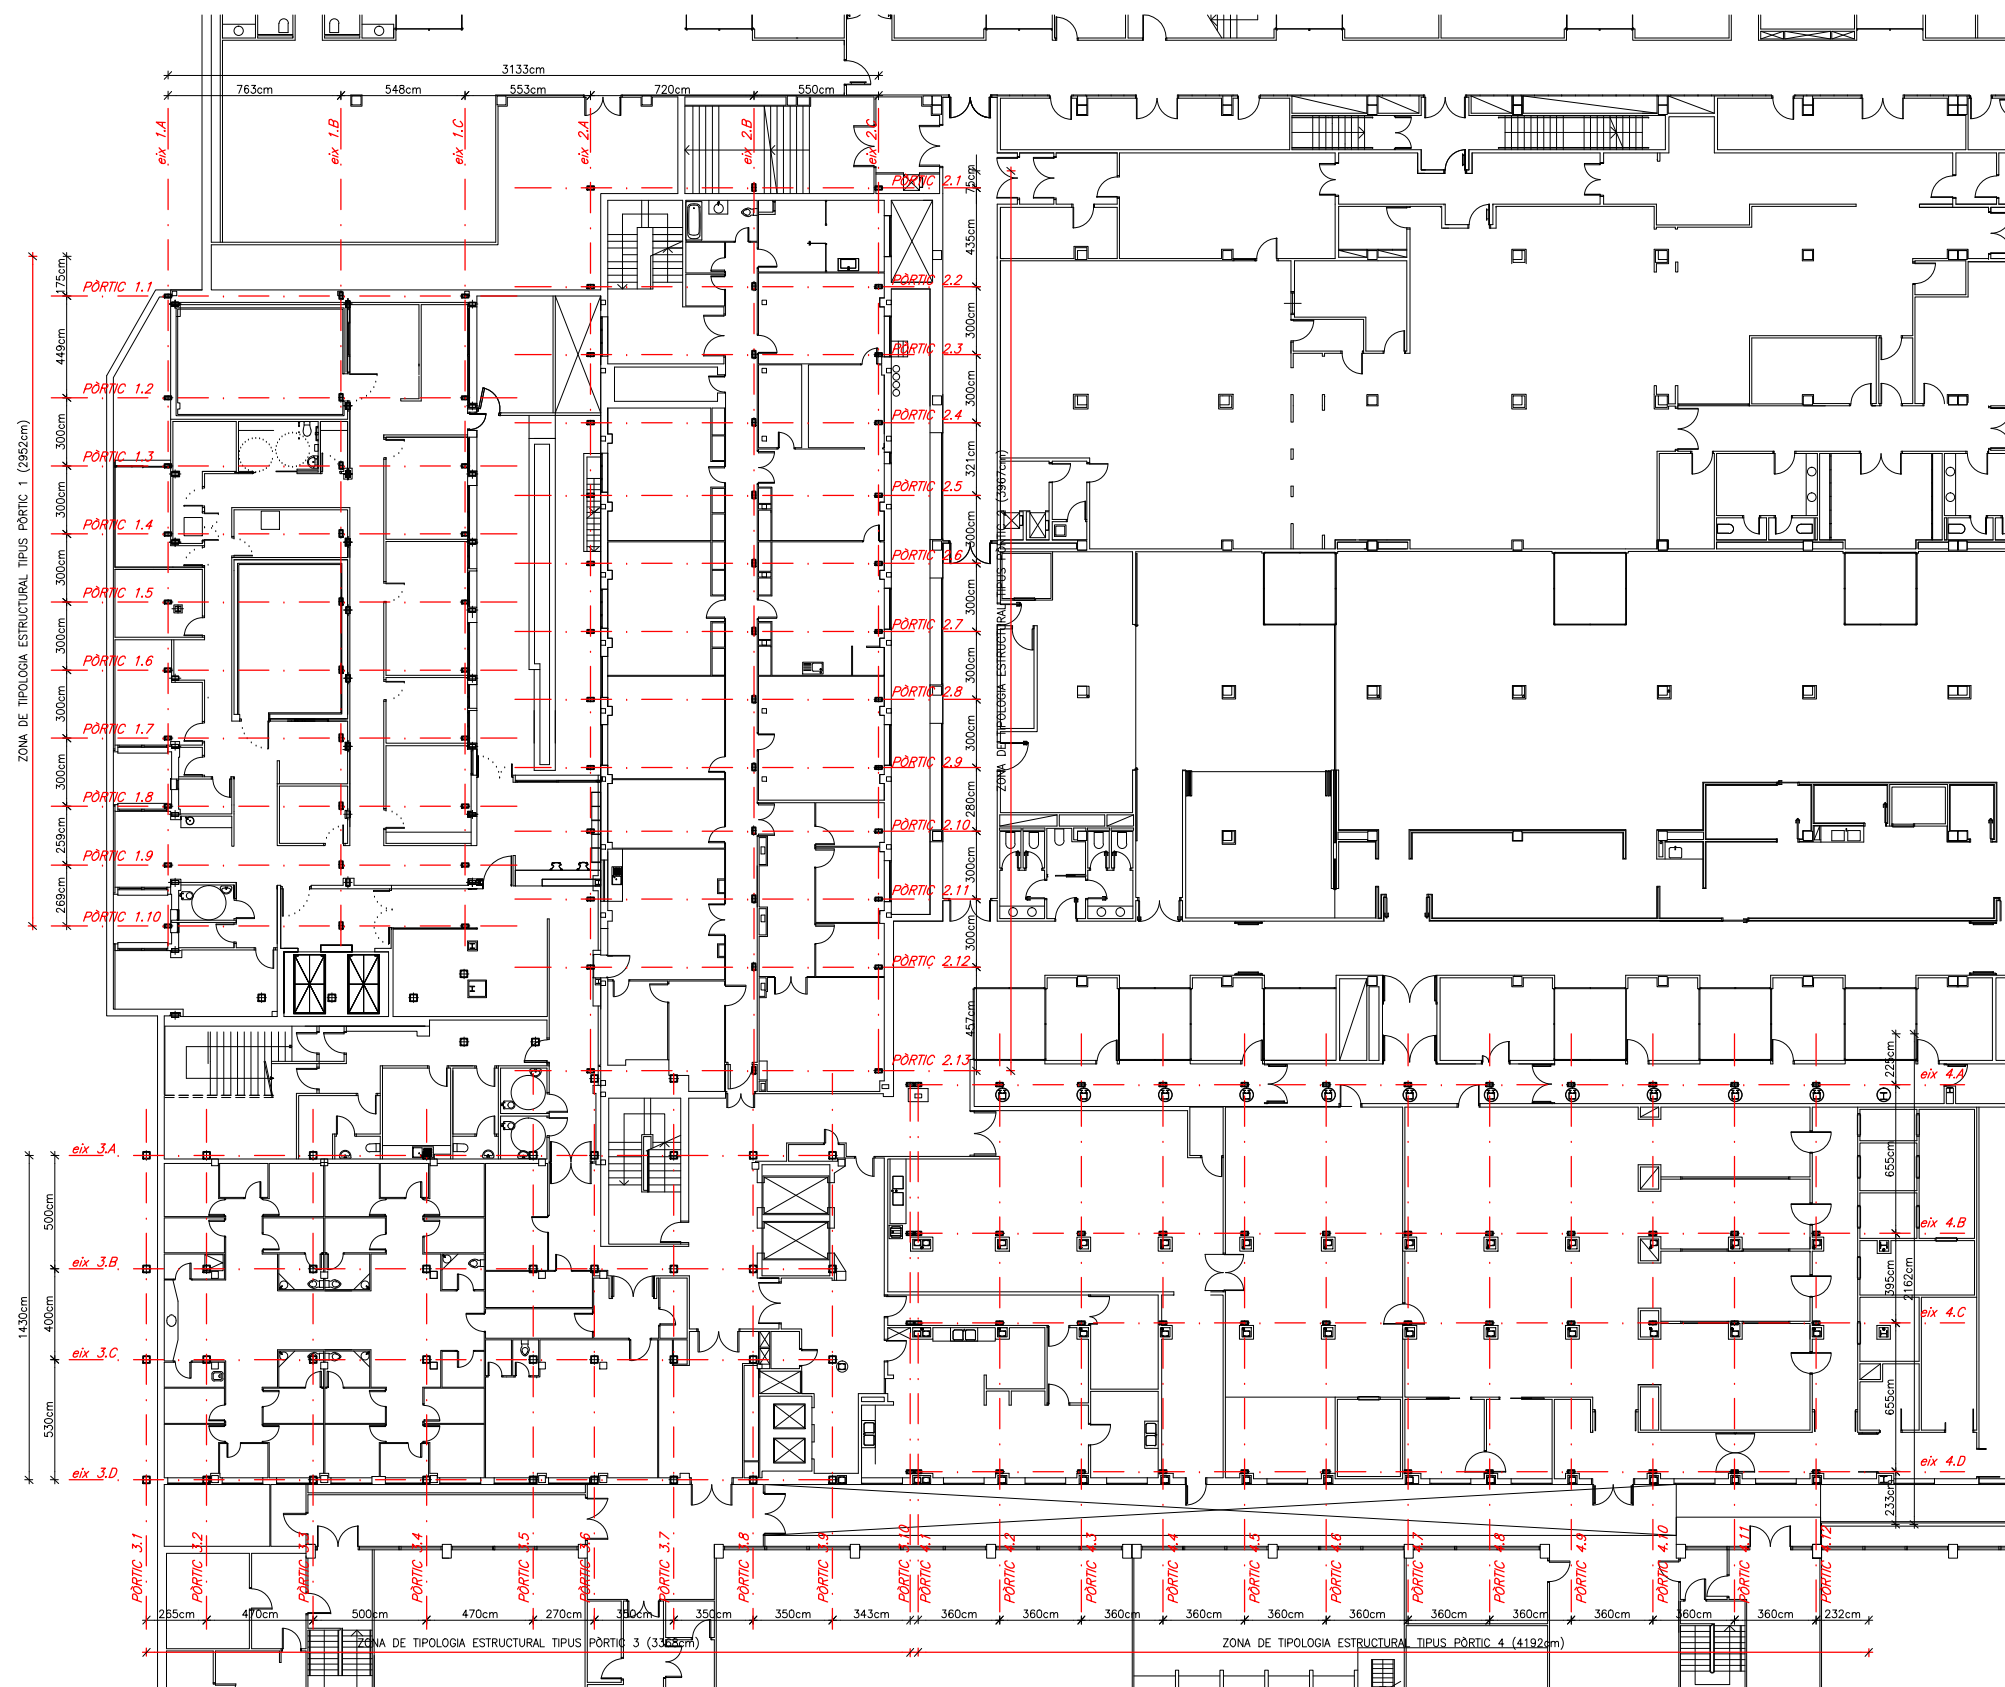 3133cm
763cm
548cm
553cm
720cm
550cm
eix 1.A
eix 1.B
eix 1.C
eix 2.A
eix 2.B
eix 2.C
ZONA DE TIPOLOGIA ESTRUCTURAL TIPUS PÒRTIC 1 (2952cm)
175cm
449cm
300cm
300cm
300cm
300cm
300cm
300cm
259cm
269cm
PÒRTIC 1.1
PÒRTIC 1.2
PÒRTIC 1.3
PÒRTIC 1.4
PÒRTIC 1.5
PÒRTIC 1.6
PÒRTIC 1.7
PÒRTIC 1.8
PÒRTIC 1.9
PÒRTIC 1.10
PÒRTIC 2.1
PÒRTIC 2.2
PÒRTIC 2.3
PÒRTIC 2.4
PÒRTIC 2.5
PÒRTIC 2.6
PÒRTIC 2.7
PÒRTIC 2.8
PÒRTIC 2.9
PÒRTIC 2.10
PÒRTIC 2.11
PÒRTIC 2.12
PÒRTIC 2.13
75cm
435cm
300cm
300cm
321cm
300cm
300cm
300cm
300cm
280cm
300cm
300cm
457cm
ZONA DE TIPOLOGIA ESTRUCTURAL TIPUS PÒRTIC 2 (3967cm)
eix 3.A
eix 3.B
eix 3.C
eix 3.D
1430cm
500cm
400cm
530cm
eix 4.A
eix 4.B
eix 4.C
eix 4.D
225cm
655cm
395cm
2162cm
655cm
233cm
PÒRTIC 3.1
PÒRTIC 3.2
PÒRTIC 3.3
PÒRTIC 3.4
PÒRTIC 3.5
PÒRTIC 3.6
PÒRTIC 3.7
PÒRTIC 3.8
PÒRTIC 3.9
PÒRTIC 3.10
PÒRTIC 4.1
PÒRTIC 4.2
PÒRTIC 4.3
PÒRTIC 4.4
PÒRTIC 4.5
PÒRTIC 4.6
PÒRTIC 4.7
PÒRTIC 4.8
PÒRTIC 4.9
PÒRTIC 4.10
PÒRTIC 4.11
PÒRTIC 4.12
265cm
470cm
500cm
470cm
270cm
350cm
350cm
350cm
343cm
360cm
360cm
360cm
360cm
360cm
360cm
360cm
360cm
360cm
360cm
360cm
232cm
ZONA DE TIPOLOGIA ESTRUCTURAL TIPUS PÒRTIC 3 (3368cm)
ZONA DE TIPOLOGIA ESTRUCTURAL TIPUS PÒRTIC 4 (4192cm)